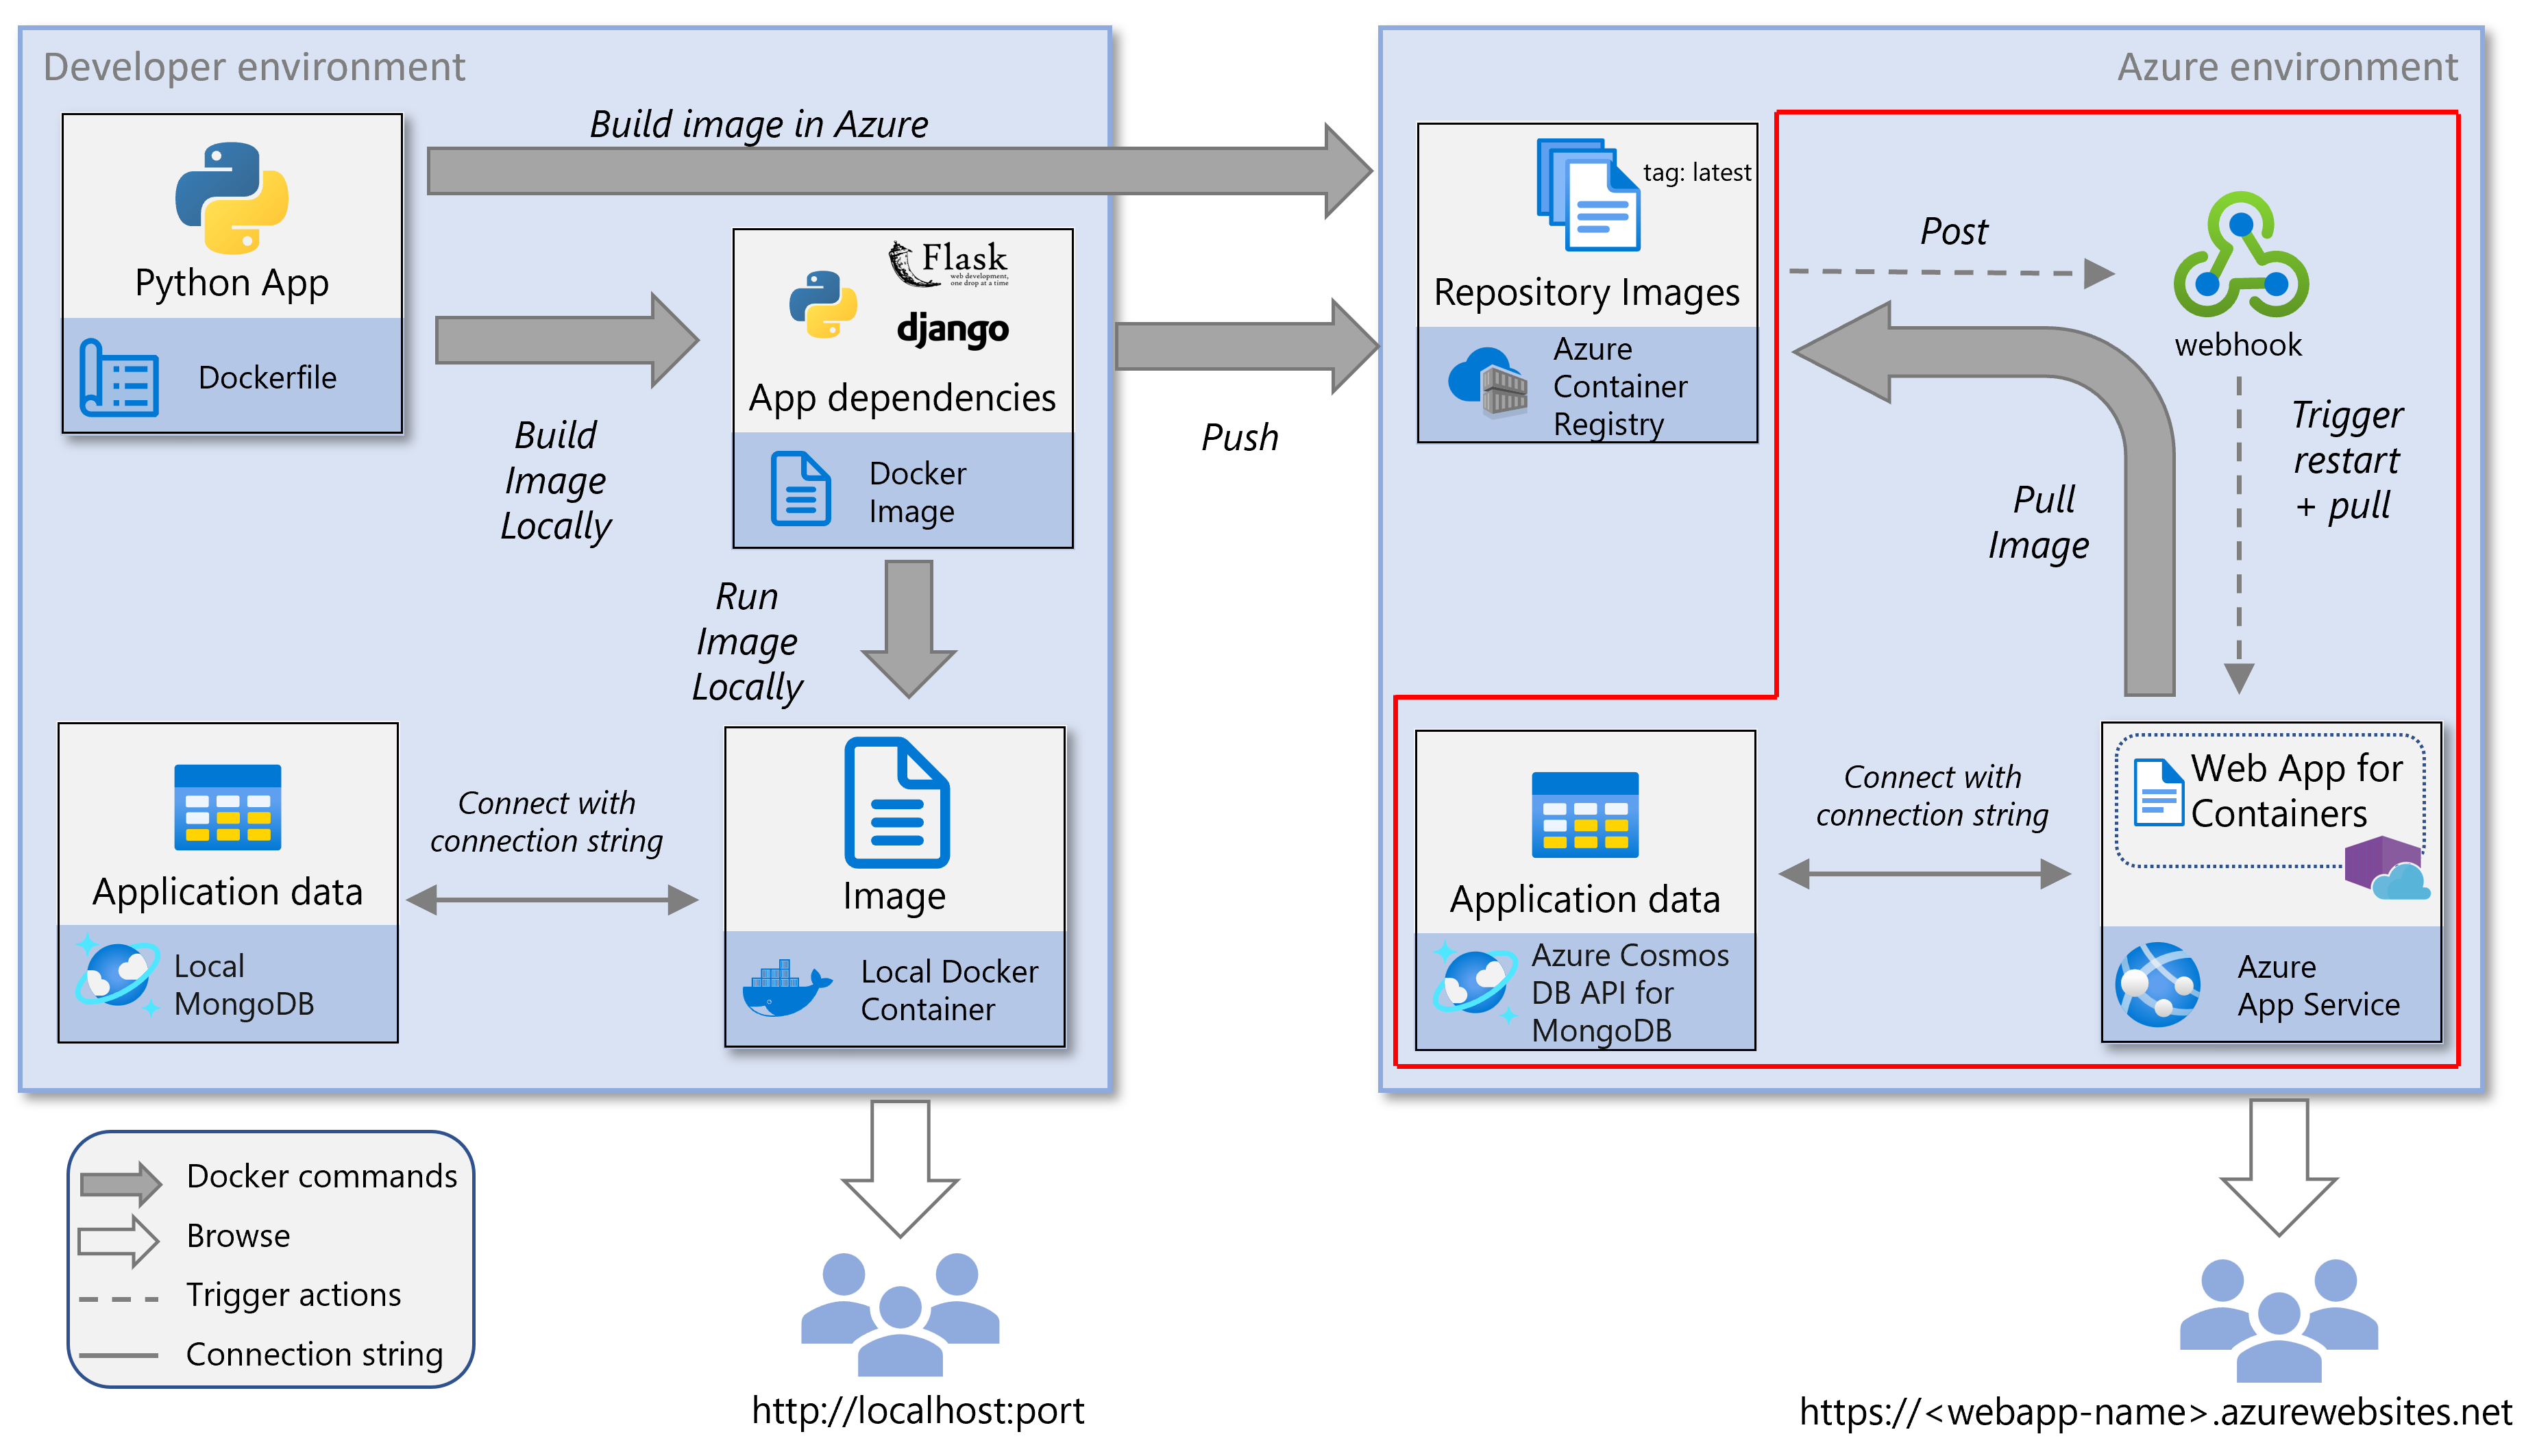 Developer environment
Build image in Azure
Python App
Dockerfile
Build
Image
Locally
Flask
web development,
one drop at a time
django
App dependencies
Docker
Image
Push
Run
Image
Locally
Application data
Local
MongoDB
Connect with
connection string
Image
Local Docker
Container
Azure environment
tag: latest
Repository Images
Azure
Container
Registry
Post
webhook
Trigger
restart
+ pull
Pull
Image
Application data
Azure Cosmos
DB API for
MongoDB
Connect with
connection string
Web App for
Containers
Azure
App Service
Docker commands
Browse
Trigger actions
Connection string
http://localhost:port
https://<webapp-name>.azurewebsites.net